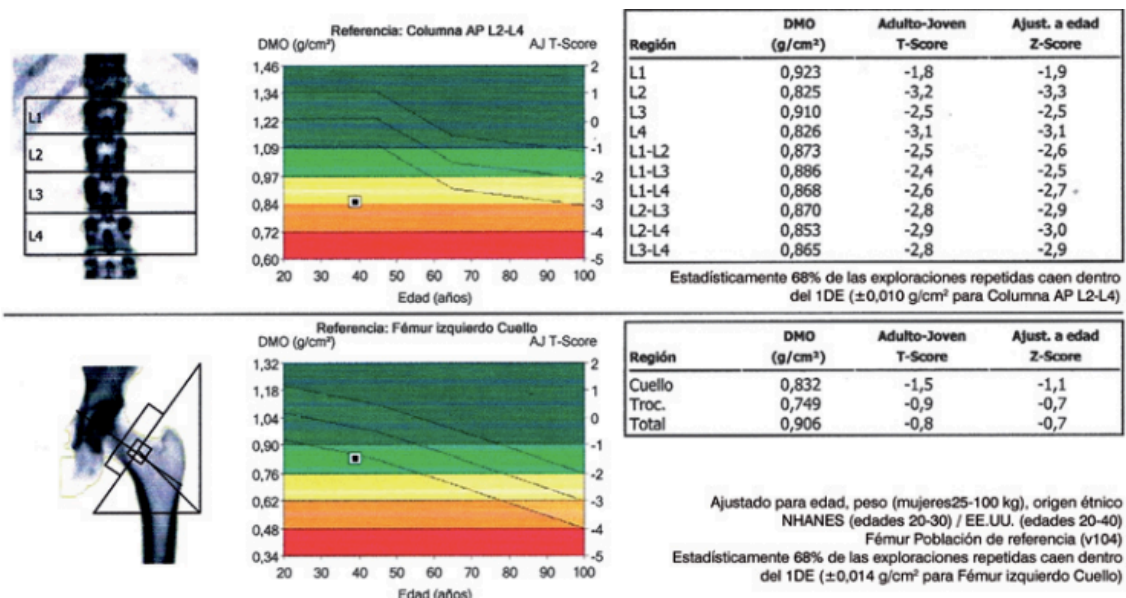 Referencia: Columna AP L2-L4
DMO (g/cm²) AJ T-Score
1,46 2
1,34 1
1,22 0
1,09 -1
0,97 -2
0,84 -3
0,72 -4
0,60 -5
20 30 40 50 60 70 80 90 100
Edad (años)
L1
L2
L3
L4
DMO Adulto-Joven Ajust. a edad
Región (g/cm²) T-Score Z-Score
L1 0,923 -1,8 -1,9
L2 0,825 -3,2 -3,3
L3 0,910 -2,5 -2,5
L4 0,826 -3,1 -3,1
L1-L2 0,873 -2,5 -2,6
L1-L3 0,886 -2,4 -2,5
L1-L4 0,868 -2,6 -2,7
L2-L3 0,870 -2,8 -2,9
L2-L4 0,853 -2,9 -3,0
L3-L4 0,865 -2,8 -2,9
Estadísticamente 68% de las exploraciones repetidas caen dentro
del 1DE (±0,010 g/cm² para Columna AP L2-L4)
Referencia: Fémur izquierdo Cuello
DMO (g/cm²) AJ T-Score
1,32 2
1,18 1
1,04 0
0,90 -1
0,76 -2
0,62 -3
0,48 -4
0,34 -5
20 30 40 50 60 70 80 90 100
Edad (años)
DMO Adulto-Joven Ajust. a edad
Región (g/cm²) T-Score Z-Score
Cuello 0,832 -1,5 -1,1
Troc. 0,749 -0,9 -0,7
Total 0,906 -0,8 -0,7
Ajustado para edad, peso (mujeres25-100 kg), origen étnico
NHANES (edades 20-30) / EE.UU. (edades 20-40)
Fémur Población de referencia (v104)
Estadísticamente 68% de las exploraciones repetidas caen dentro
del 1DE (±0,014 g/cm² para Fémur izquierdo Cuello)